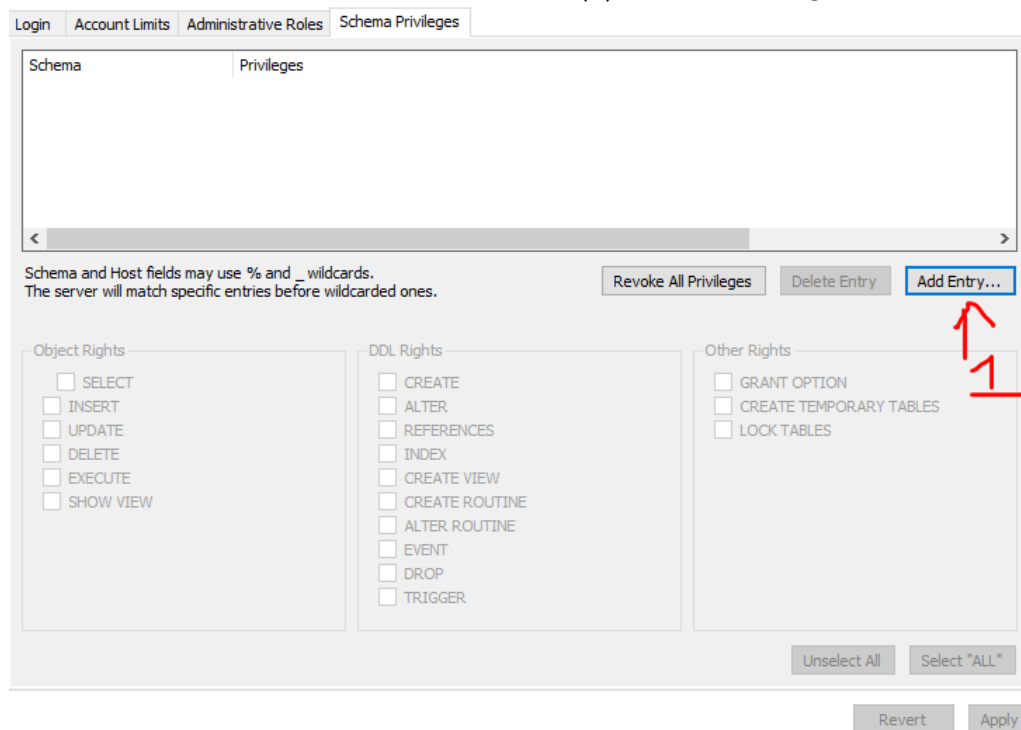 Login Account Limits Administrative Roles Schema Privileges
Schema Privileges
Schema and Host fields may use % and _ wildcards.
The server will match specific entries before wildcarded ones.
Revoke All Privileges Delete Entry Add Entry...
1
Object Rights
SELECT
INSERT
UPDATE
DELETE
EXECUTE
SHOW VIEW
DDL Rights
CREATE
ALTER
REFERENCES
INDEX
CREATE VIEW
CREATE ROUTINE
ALTER ROUTINE
EVENT
DROP
TRIGGER
Other Rights
GRANT OPTION
CREATE TEMPORARY TABLES
LOCK TABLES
Unselect All Select "ALL"
Revert Apply